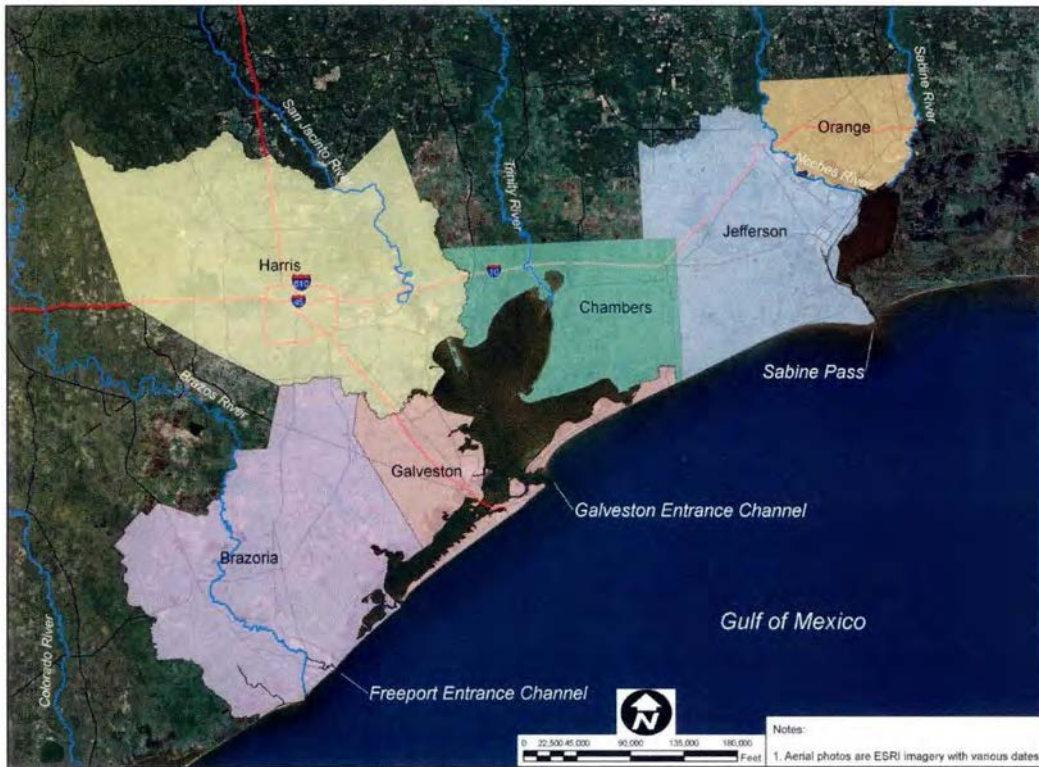 Sabine River
San Jacinto River
Orange
Trinity River
Neches River
Jefferson
Harris
610
45
10
Chambers
Sabine Pass
Brazos River
Galveston
Galveston Entrance Channel
Brazoria
Gulf of Mexico
Colorado River
Freeport Entrance Channel
N
0 22,500 45,000 90,000 135,000 180,000
Feet
Notes:
1. Aerial photos are ESRI imagery with various dates